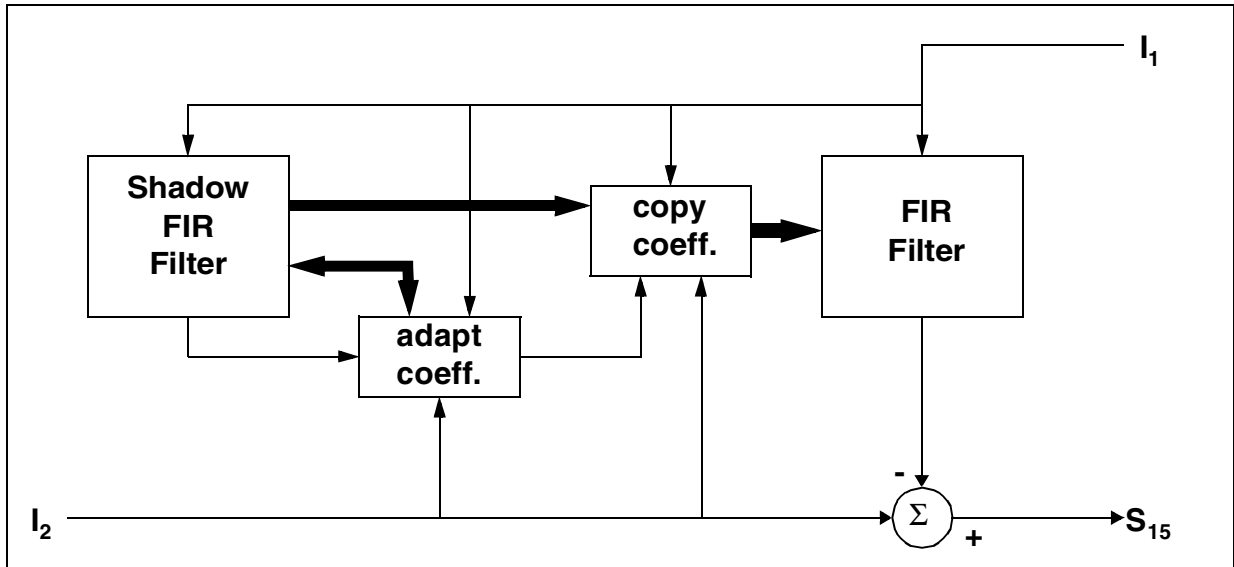 I₁
Shadow
FIR
Filter
copy
coeff.
FIR
Filter
adapt
coeff.
-
I₂
Σ
+
S₁₅